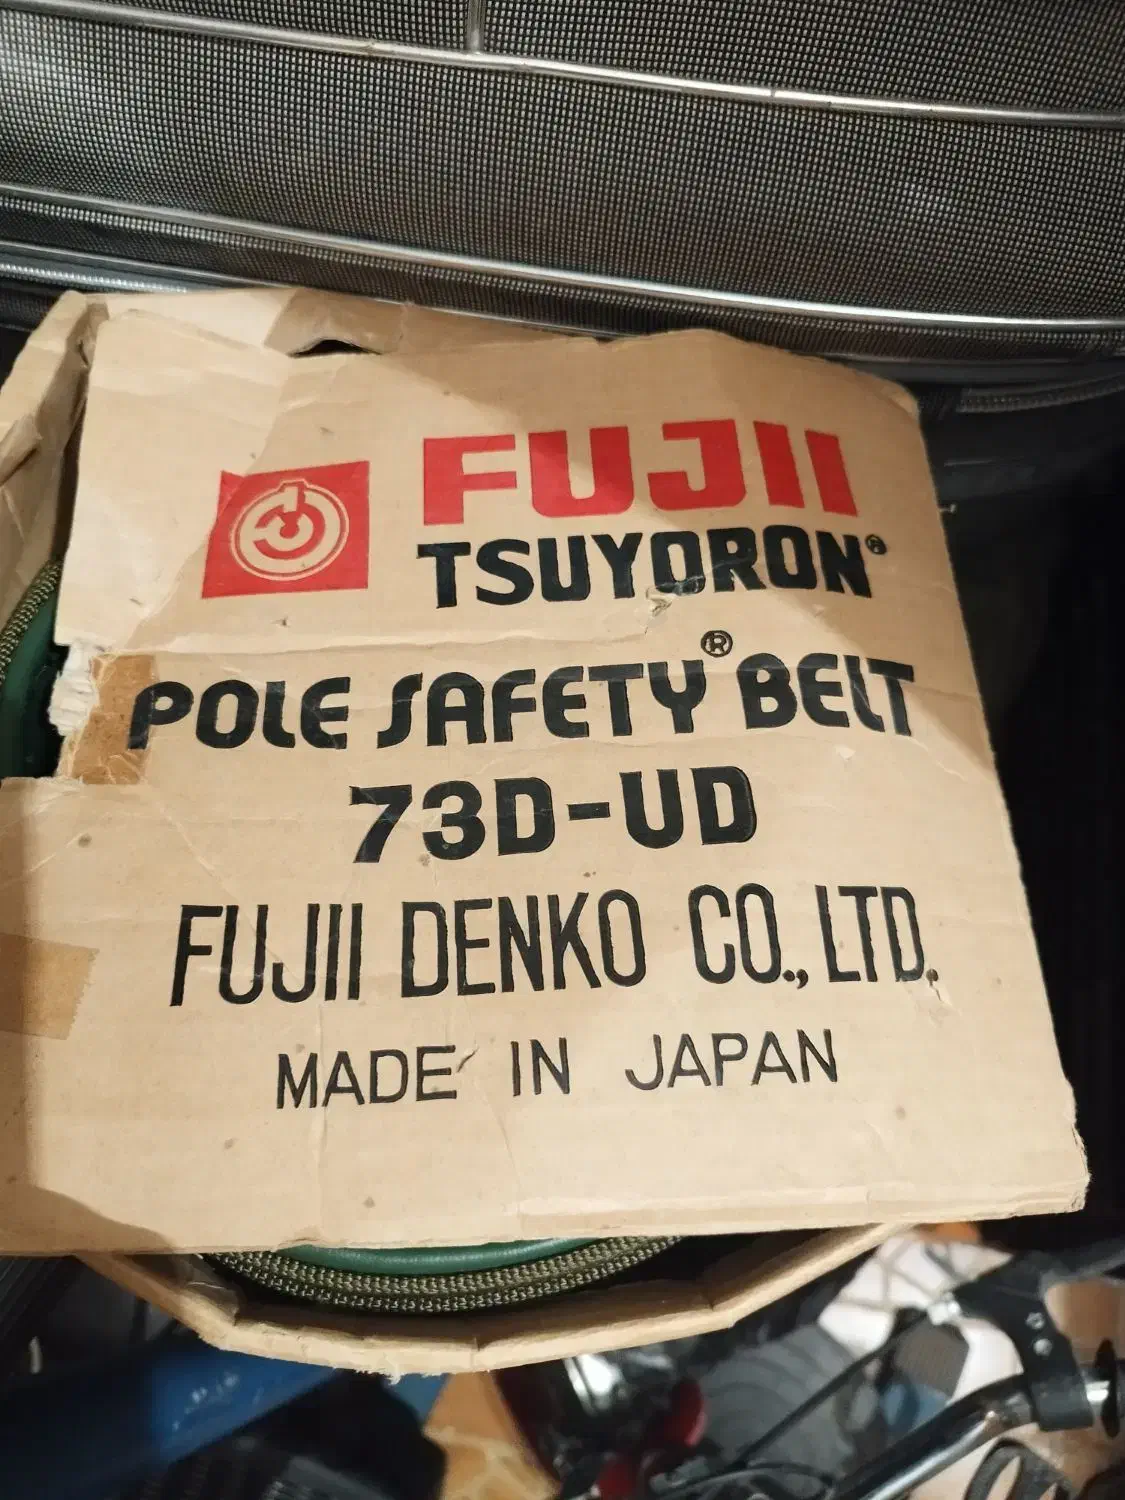 FUJII
TSUYORON®
POLE SAFETY® BELT
73D-UD
FUJII DENKO CO., LTD.
MADE IN JAPAN